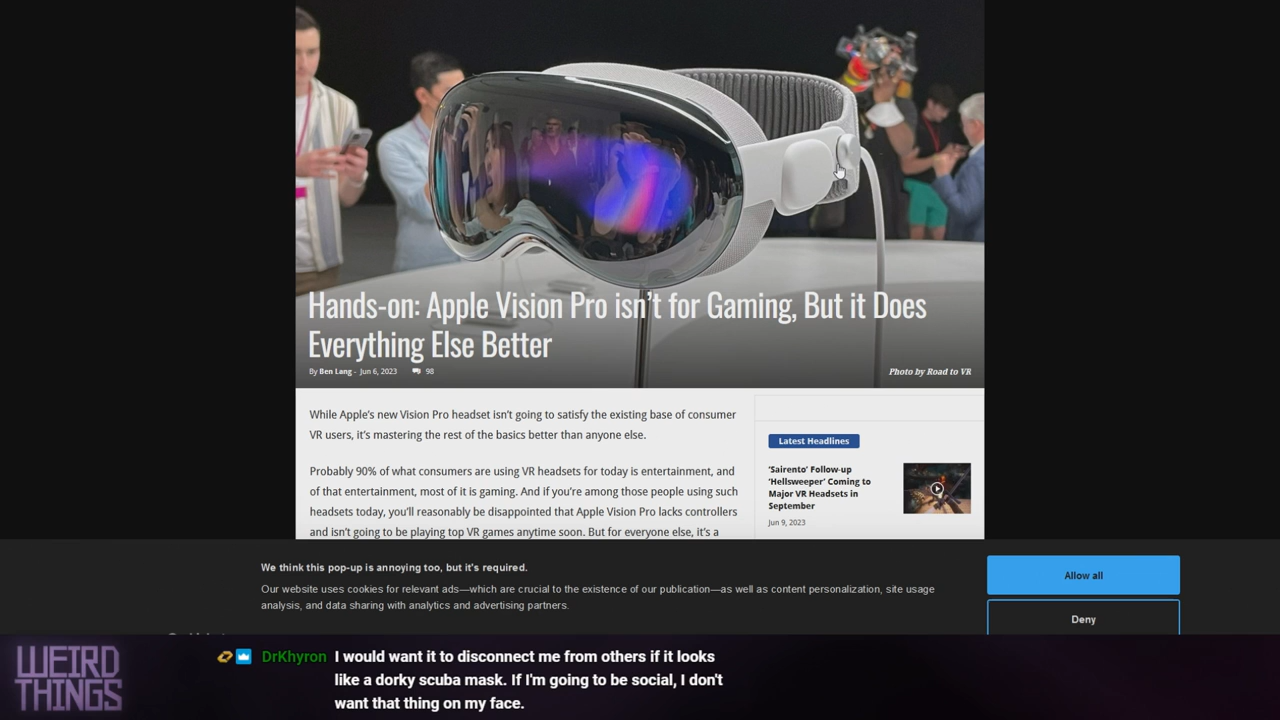 Hands-on: Apple Vision Pro isn't for Gaming, But it Does
Everything Else Better
By Ben Lang - Jun 6, 2023 98
Photo by Road to VR
While Apple's new Vision Pro headset isn't going to satisfy the existing base of consumer
VR users, it's mastering the rest of the basics better than anyone else.
Probably 90% of what consumers are using VR headsets for today is entertainment, and
of that entertainment, most of it is gaming. And if you're among those people using such
headsets today, you'll reasonably be disappointed that Apple Vision Pro lacks controllers
and isn't going to be playing top VR games anytime soon. But for everyone else, it's a
Latest Headlines
'Sairento' Follow-up
'Hellsweeper' Coming to
Major VR Headsets in
September
Jun 9, 2023
We think this pop-up is annoying too, but it's required.
Our website uses cookies for relevant ads—which are crucial to the existence of our publication—as well as content personalization, site usage
analysis, and data sharing with analytics and advertising partners.
Allow all
Deny
WEIRD
THINGS
DrKhyron I would want it to disconnect me from others if it looks
like a dorky scuba mask. If I'm going to be social, I don't
want that thing on my face.